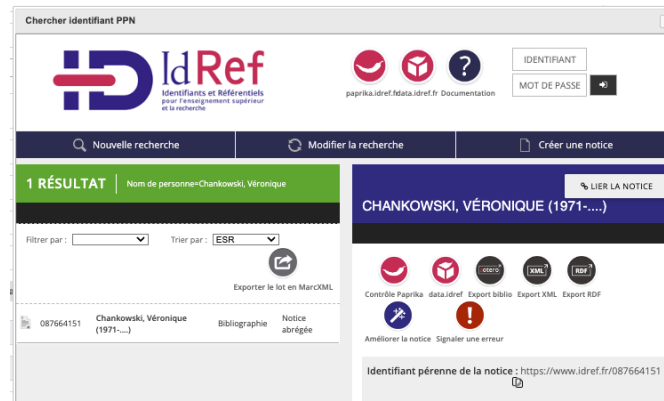 Chercher identifiant PPN
IdRef
Identifiants et Référentiels
pour l'enseignement supérieur
et la recherche
paprika.idref.fr
data.idref.fr
Documentation
IDENTIFIANT
MOT DE PASSE
Nouvelle recherche
Modifier la recherche
Créer une notice
1 RÉSULTAT
Nom de personne=Chankowski, Véronique
Filtrer par :
Trier par : ESR
Exporter le lot en MarcXML
087664151
Chankowski, Véronique
(1971-....)
Bibliographie
Notice
abrégée
LIER LA NOTICE
CHANKOWSKI, VÉRONIQUE (1971-....)
zotero
XML
RDF
Contrôle Paprika
data.idref
Export biblio
Export XML
Export RDF
Améliorer la notice
Signaler une erreur
Identifiant pérenne de la notice : https://www.idref.fr/087664151